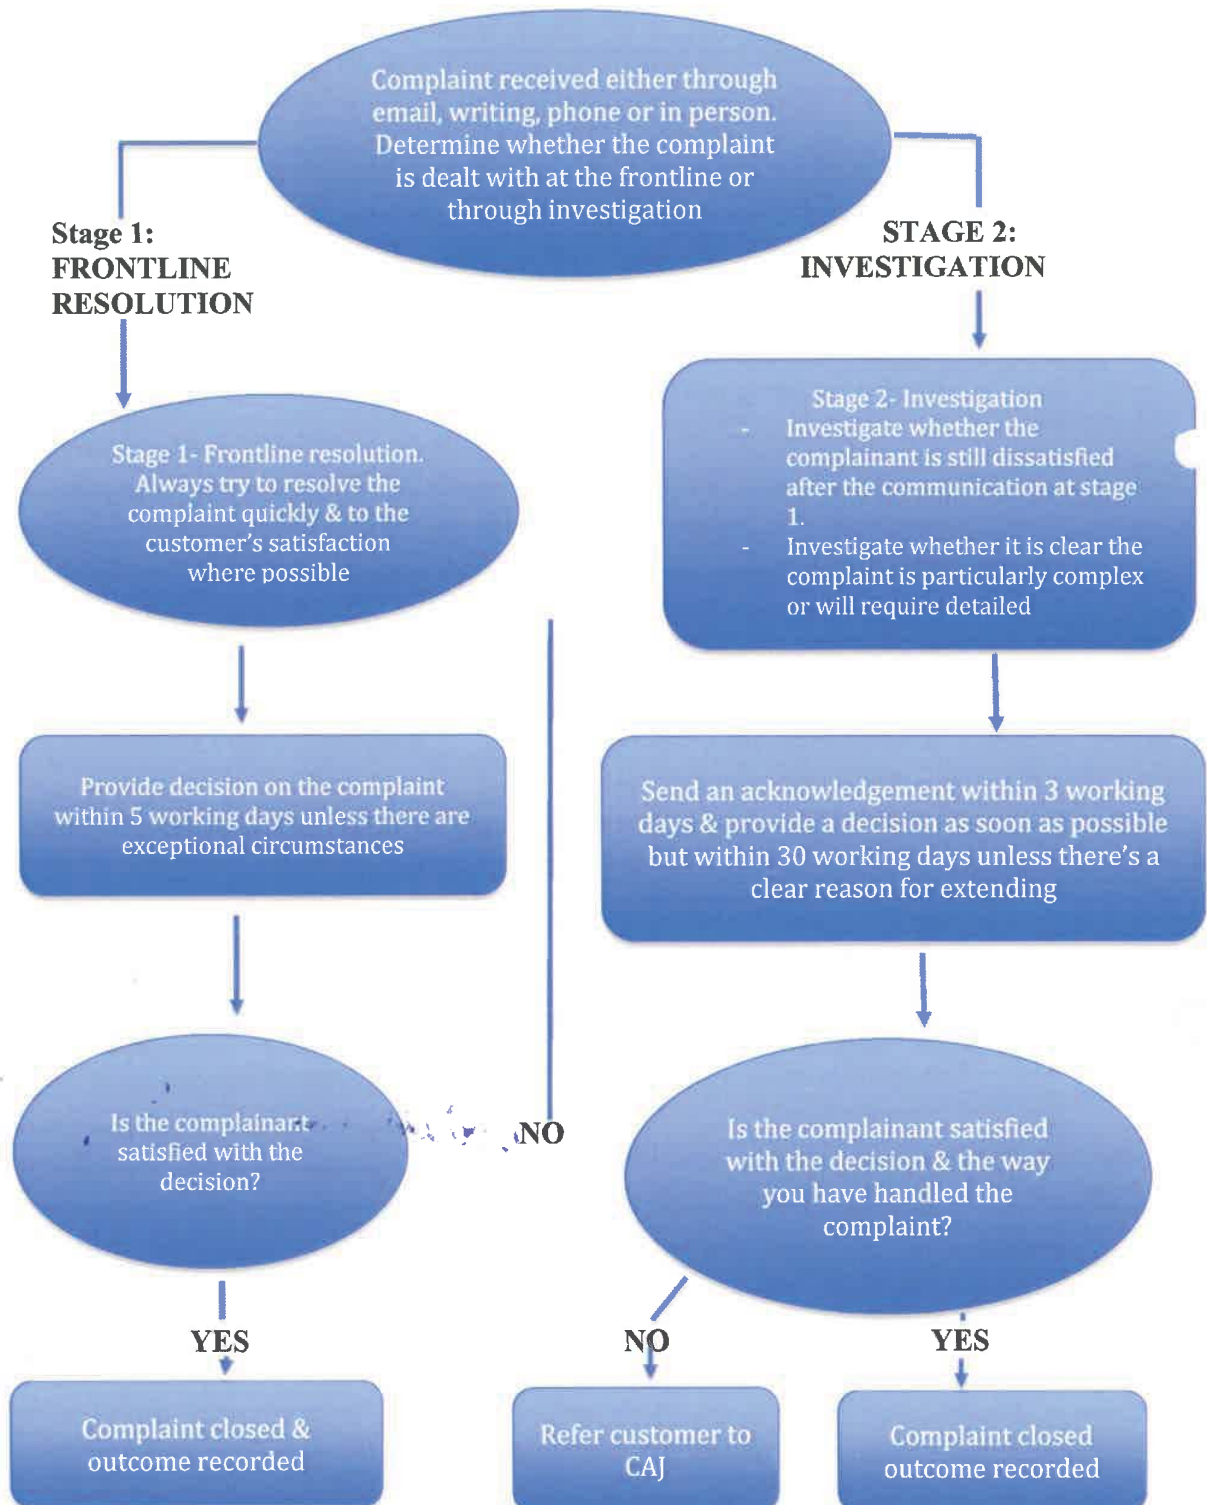 Complaint received either through
email, writing, phone or in person.
Determine whether the complaint
is dealt with at the frontline or
through investigation
Stage 1:
FRONTLINE
RESOLUTION
STAGE 2:
INVESTIGATION
Stage 1- Frontline resolution.
Always try to resolve the
complaint quickly & to the
customer's satisfaction
where possible
Stage 2- Investigation
- Investigate whether the
complainant is still dissatisfied
after the communication at stage
1.
- Investigate whether it is clear the
complaint is particularly complex
or will require detailed
Provide decision on the complaint
within 5 working days unless there are
exceptional circumstances
Send an acknowledgement within 3 working
days & provide a decision as soon as possible
but within 30 working days unless there's a
clear reason for extending
Is the complainant
satisfied with the
decision?
NO
Is the complainant satisfied
with the decision & the way
you have handled the
complaint?
YES
NO
YES
Complaint closed &
outcome recorded
Refer customer to
CAJ
Complaint closed
outcome recorded